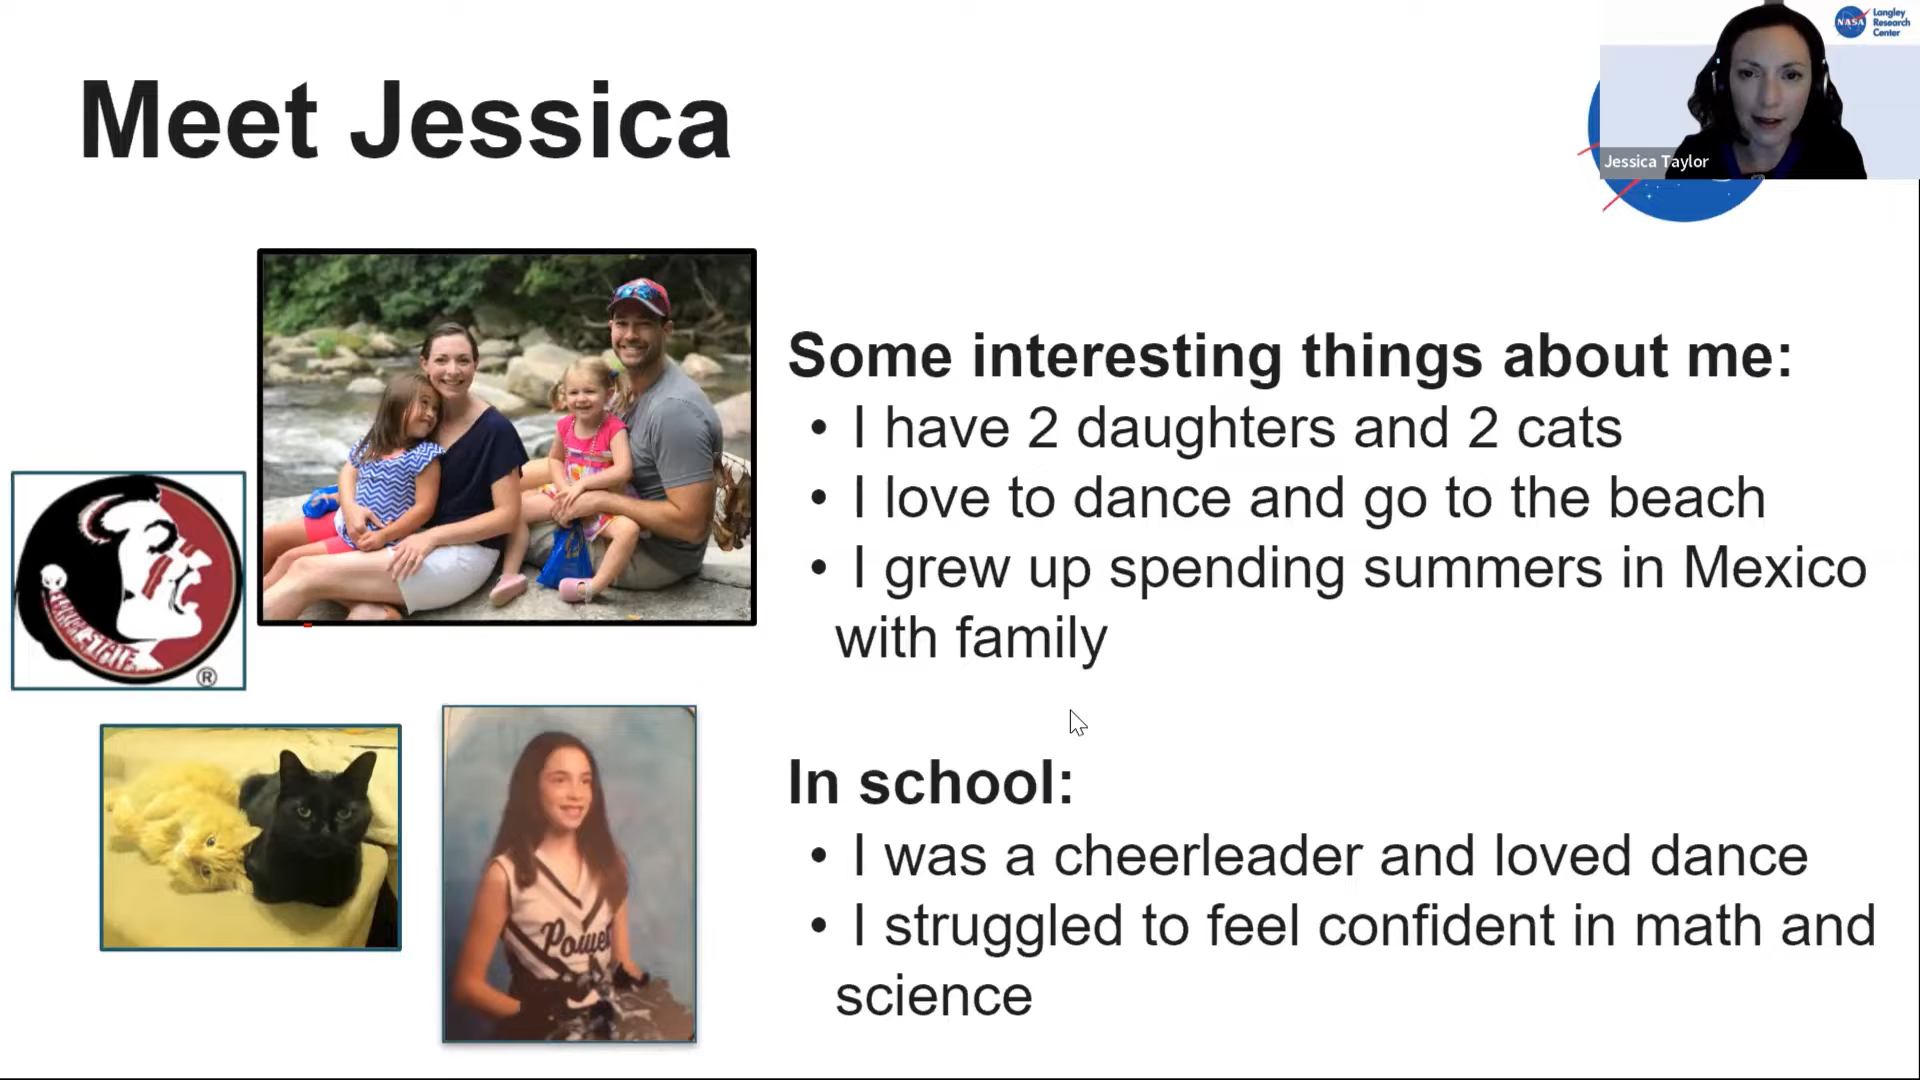 Meet Jessica
NASA
Langley
Research
Center
Jessica Taylor
Some interesting things about me:
• I have 2 daughters and 2 cats
• I love to dance and go to the beach
• I grew up spending summers in Mexico
with family
In school:
• I was a cheerleader and loved dance
• I struggled to feel confident in math and
science
®